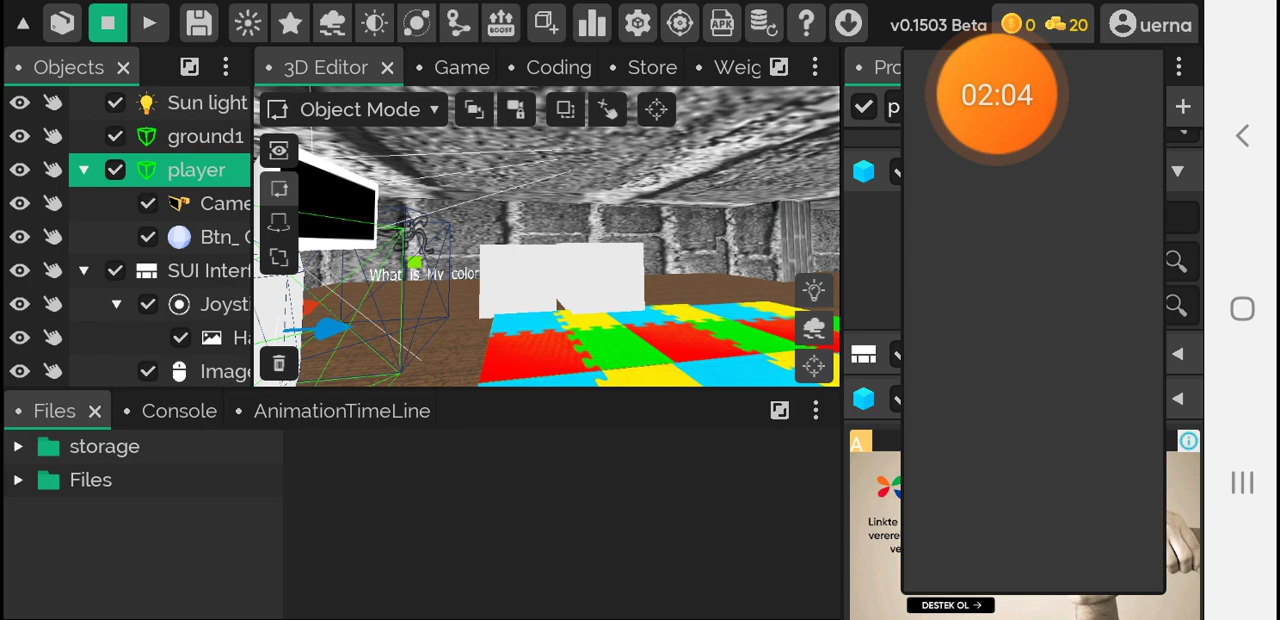 APK
BOOST
v0.1503 Beta
0
20
uerna
Objects
3D Editor
Game
Coding
Store
Weig
Pro
02:04
Sun light
ground1
player
Came
Btn_
SUI Interf
Joysti
Ha
Image
Object Mode
What is My color
Files
Console
AnimationTimeLine
storage
Files
Linkte
verere
ve
DESTEK OL →